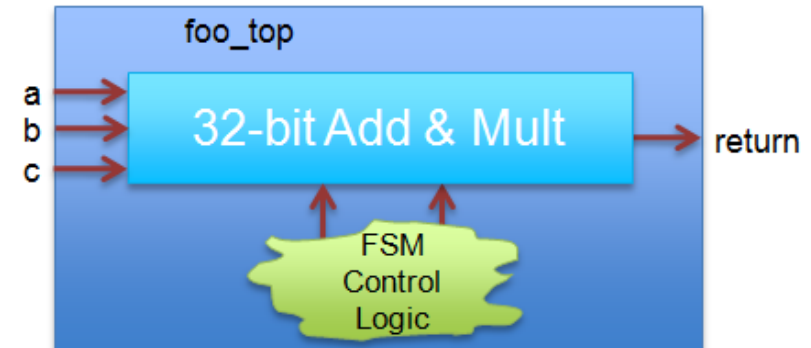 foo_top
a
b
c
32-bit Add & Mult
return
FSM
Control
Logic